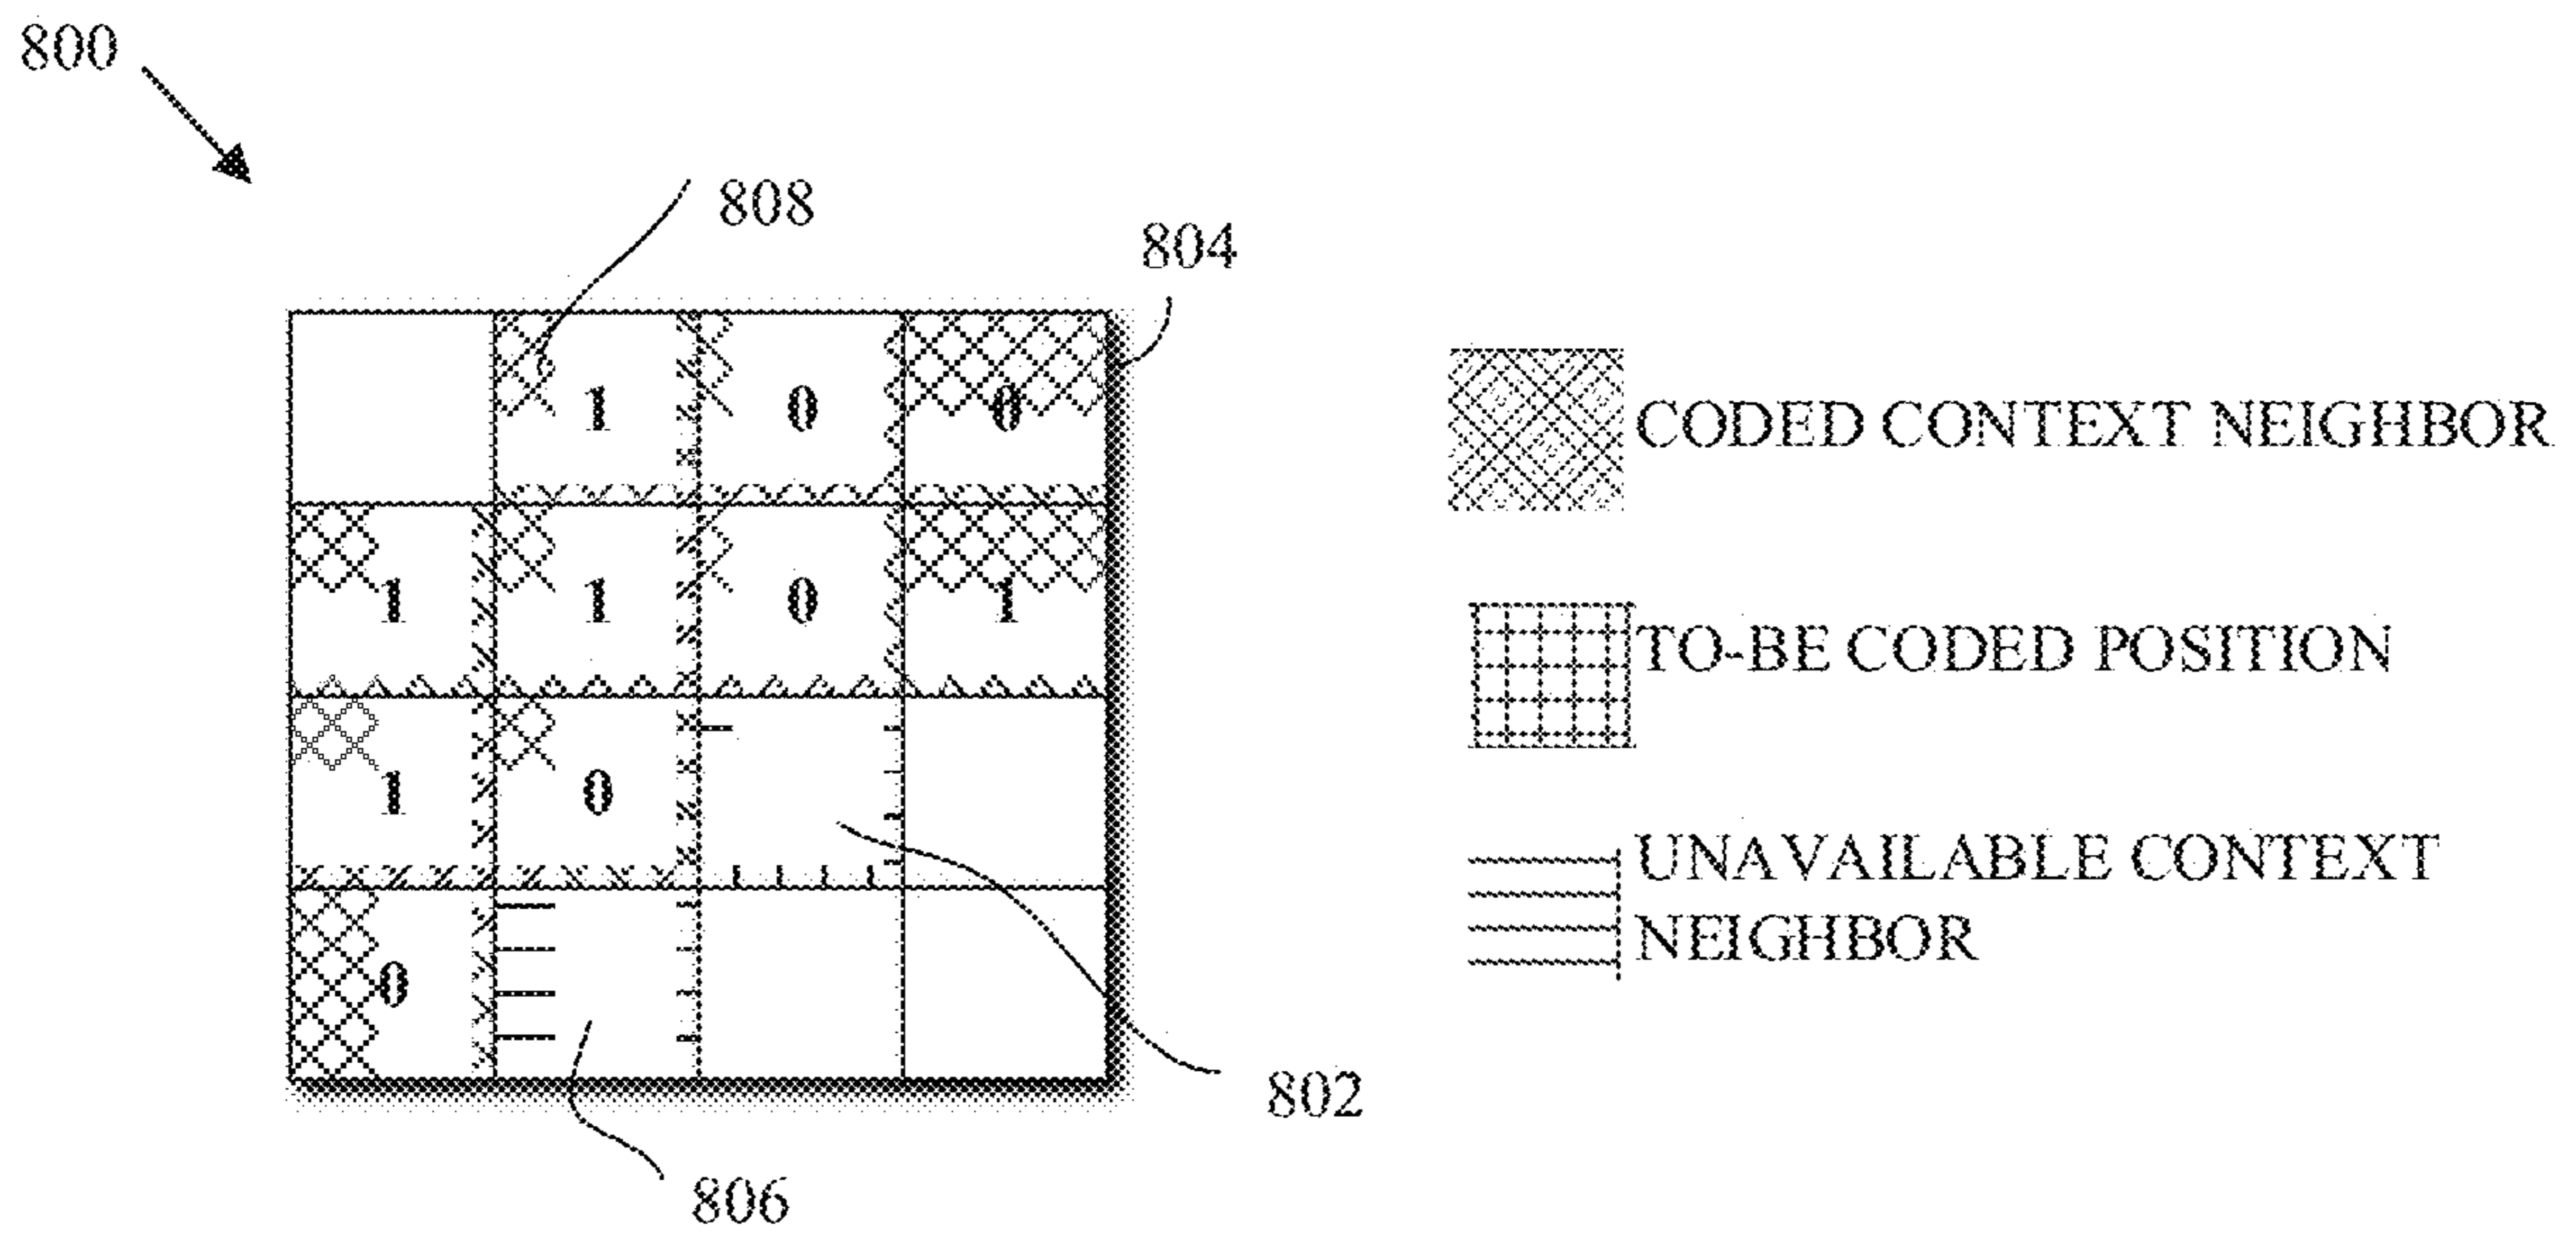 800
808
804
1 0 0
1 1 0 1
1 0
0
802
806
CODED CONTEXT NEIGHBOR
TO-BE CODED POSITION
UNAVAILABLE CONTEXT
NEIGHBOR